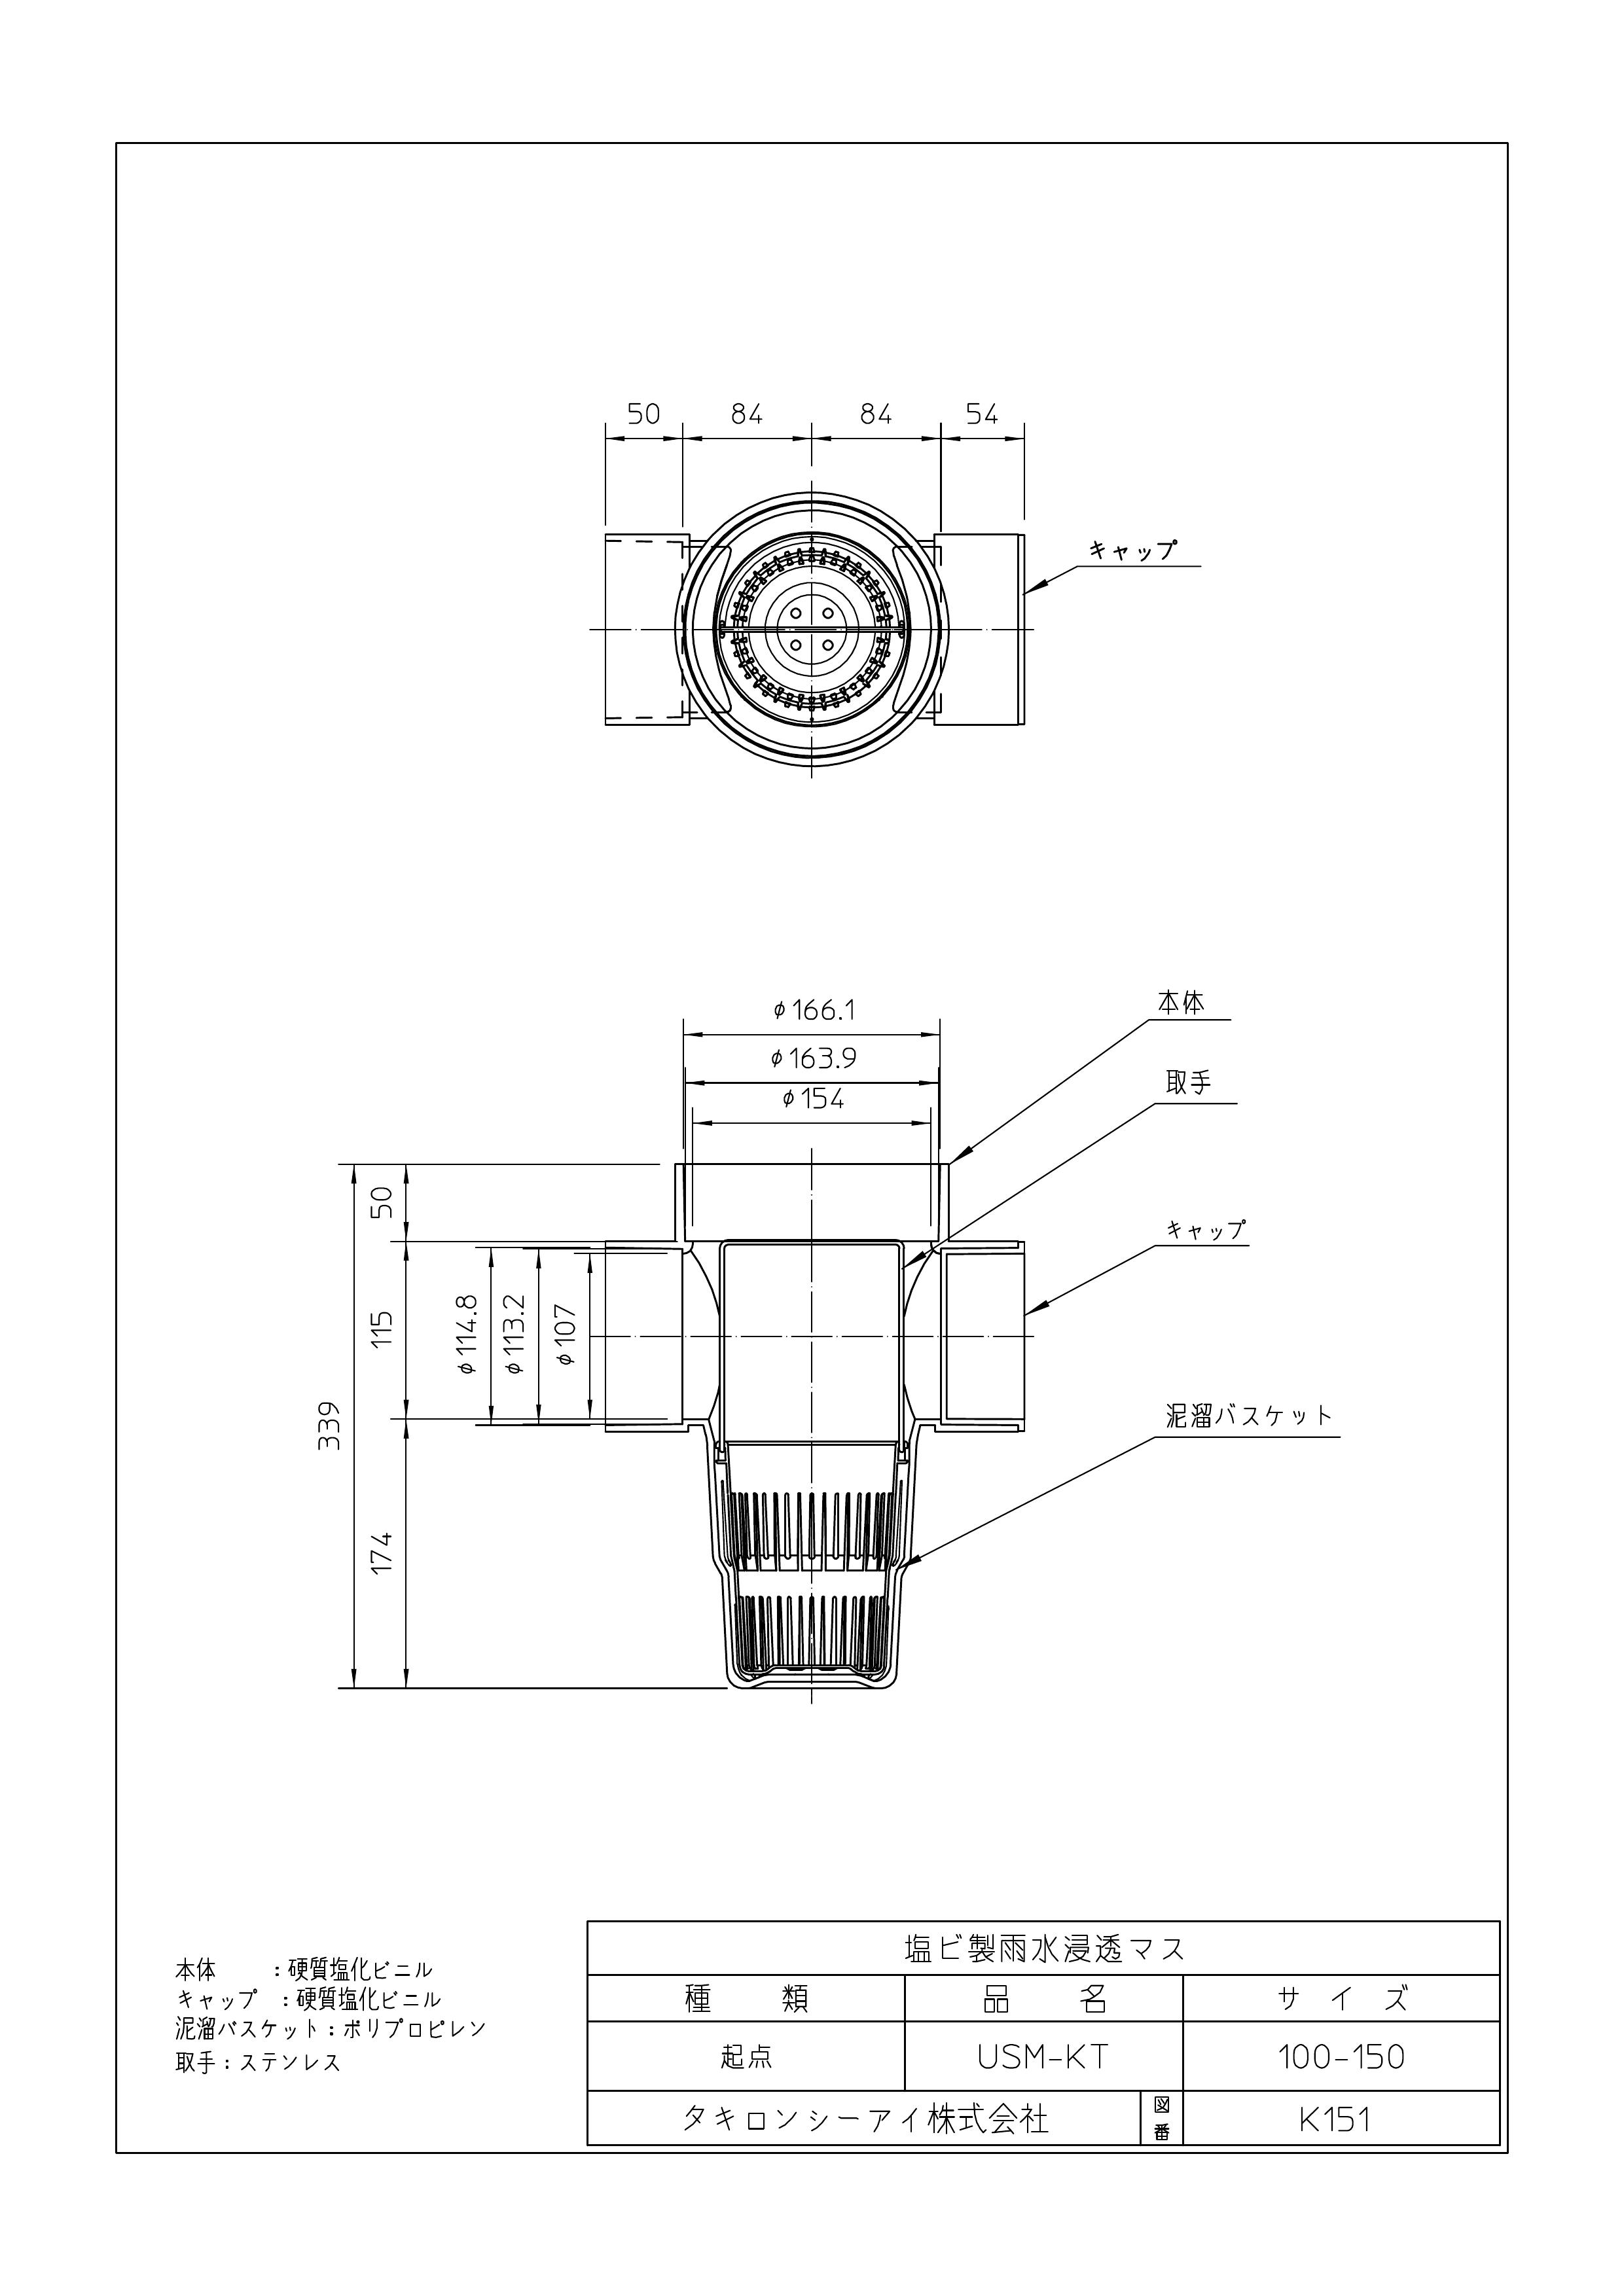 50 84 84 54
キャップ
φ166.1
φ163.9
φ154
本体
取手
キャップ
泥溜バスケット
50
115
174
339
φ114.8
φ113.2
φ107
本体 :硬質塩化ビニル
キャップ :硬質塩化ビニル
泥溜バスケット:ポリプロピレン
取手:ステンレス
塩ビ製雨水浸透マス
種類 品名 サイズ
起点 USM-KT 100-150
タキロンシーアイ株式会社 図番 K151